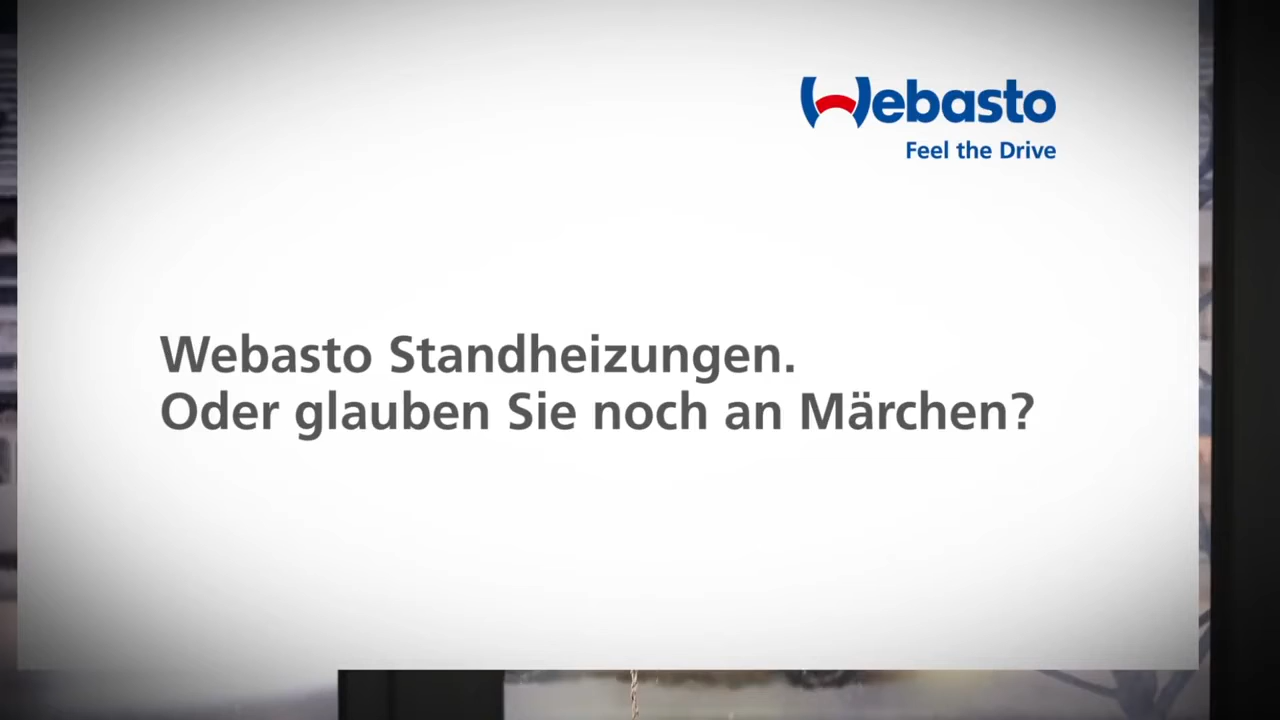 Webasto
Feel the Drive
Webasto Standheizungen.
Oder glauben Sie noch an Märchen?